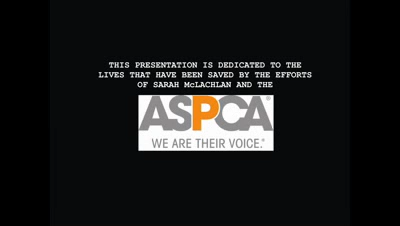 THIS PRESENTATION IS DEDICATED TO THE
LIVES THAT HAVE BEEN SAVED BY THE EFFORTS
OF SARAH McLACHLAN AND THE
ASPCA®
WE ARE THEIR VOICE.®